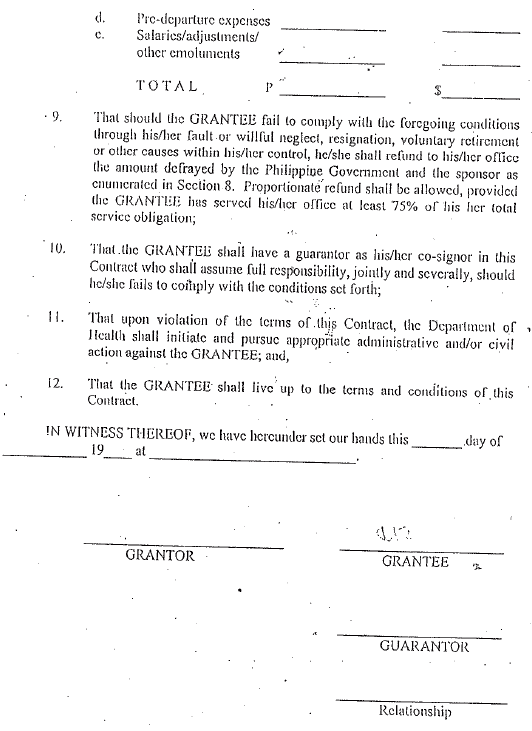 d. Pre-departure expenses ____________ ____________
e. Salaries/adjustments/
other emoluments ____________ ____________
TOTAL P ____________ $ ____________
9. That should the GRANTEE fail to comply with the foregoing conditions
through his/her fault or willful neglect, resignation, voluntary retirement
or other causes within his/her control, he/she shall refund to his/her office
the amount defrayed by the Philippine Government and the sponsor as
enumerated in Section 8. Proportionate refund shall be allowed, provided
the GRANTEE has served his/her office at least 75% of his her total
service obligation;
10. That the GRANTEE shall have a guarantor as his/her co-signor in this
Contract who shall assume full responsibility, jointly and severally, should
he/she fails to comply with the conditions set forth;
11. That upon violation of the terms of this Contract, the Department of
Health shall initiate and pursue appropriate administrative and/or civil
action against the GRANTEE; and,
12. That the GRANTEE shall live up to the terms and conditions of this
Contract.
IN WITNESS THEREOF, we have hereunder set our hands this _______ day of
____________ 19____ at ______________________________.
GRANTOR
GRANTEE
GUARANTOR
Relationship